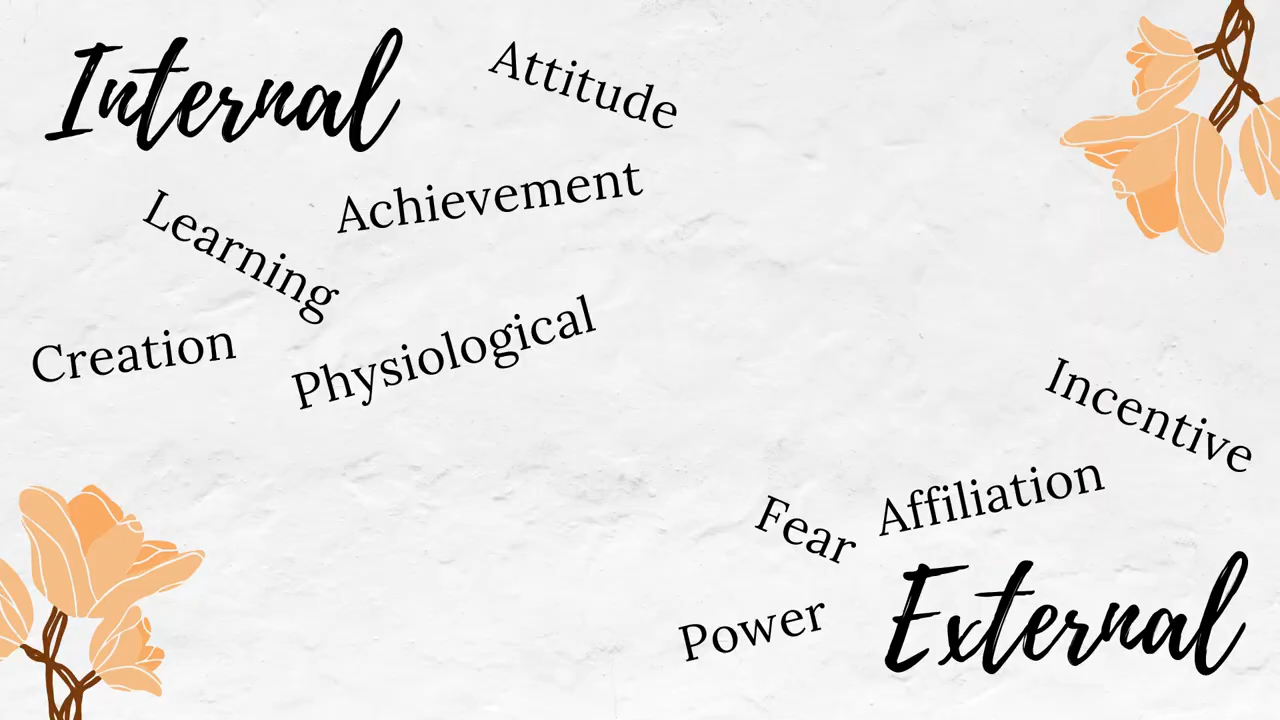 Internal
Attitude
Achievement
Learning
Creation
Physiological
Incentive
Affiliation
Fear
Power
External